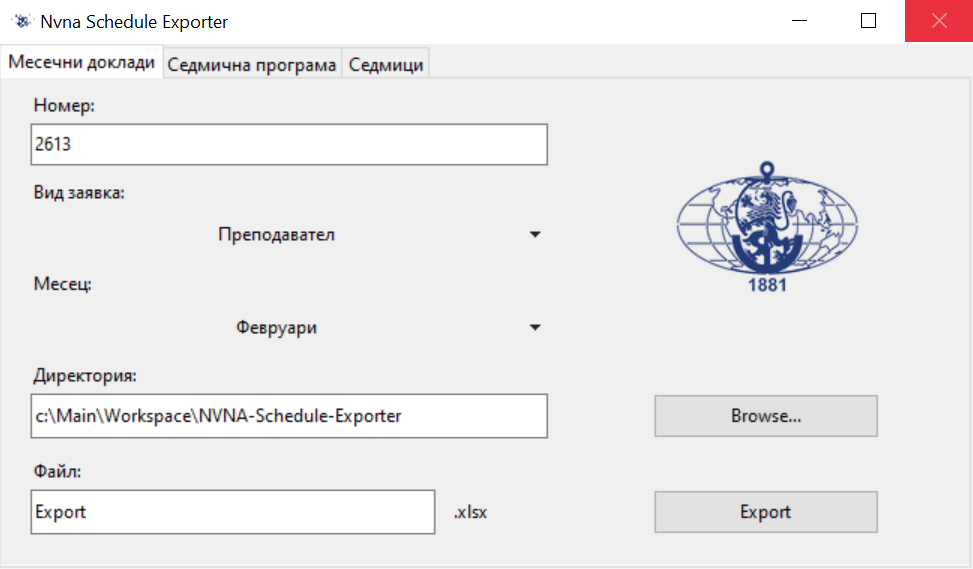 Nvna Schedule Exporter
Месечни доклади Седмична програма Седмици
Номер:
2613
Вид заявка:
Преподавател
Месец:
Февруари
1881
Директория:
c:\Main\Workspace\NVNA-Schedule-Exporter Browse...
Файл:
Export .xlsx Export